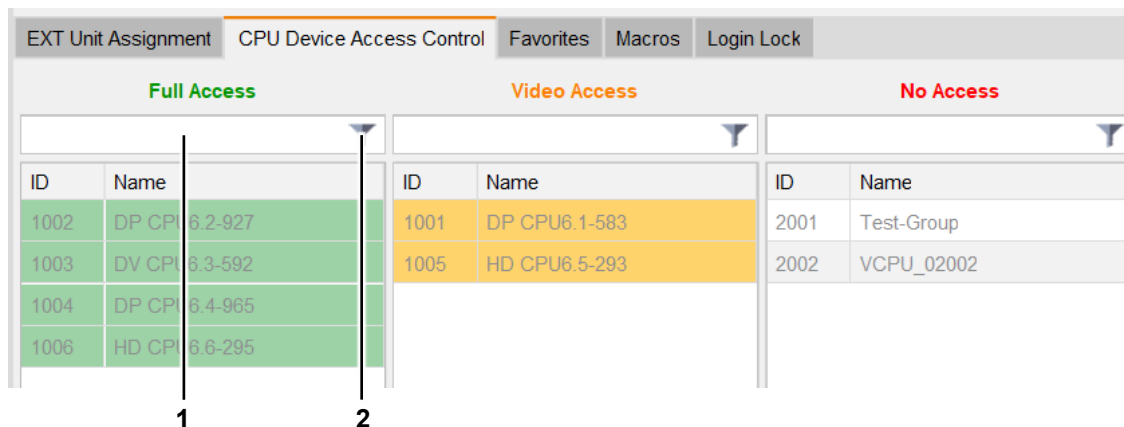 EXT Unit Assignment CPU Device Access Control Favorites Macros Login Lock
Full Access Video Access No Access
ID Name ID Name ID Name
1002 DP CPU6.2-927 1001 DP CPU6.1-583 2001 Test-Group
1003 DV CPU6.3-592 1005 HD CPU6.5-293 2002 VCPU_02002
1004 DP CPU6.4-965
1006 HD CPU6.6-295
1 2